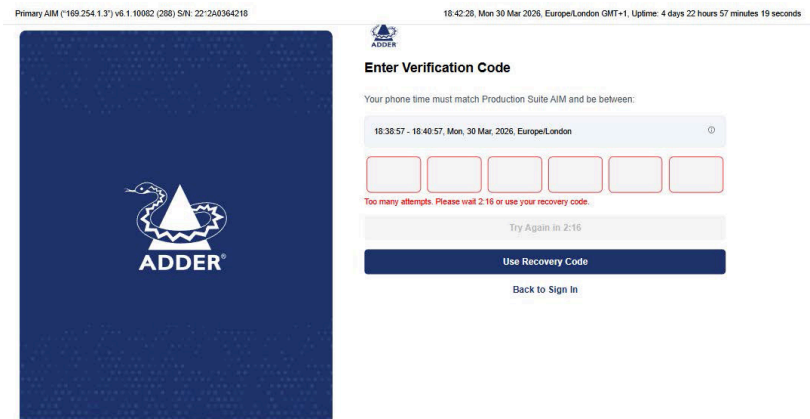 Primary AIM ("169.254.1.3") v6.1.10082 (288) S/N: 2212A0364218
18:42:28, Mon 30 Mar 2026, Europe/London GMT+1, Uptime: 4 days 22 hours 57 minutes 19 seconds
ADDER
Enter Verification Code
Your phone time must match Production Suite AIM and be between:
18:38:57 - 18:40:57, Mon, 30 Mar, 2026, Europe/London
Too many attempts. Please wait 2:16 or use your recovery code.
Try Again in 2:16
Use Recovery Code
Back to Sign In
ADDER®